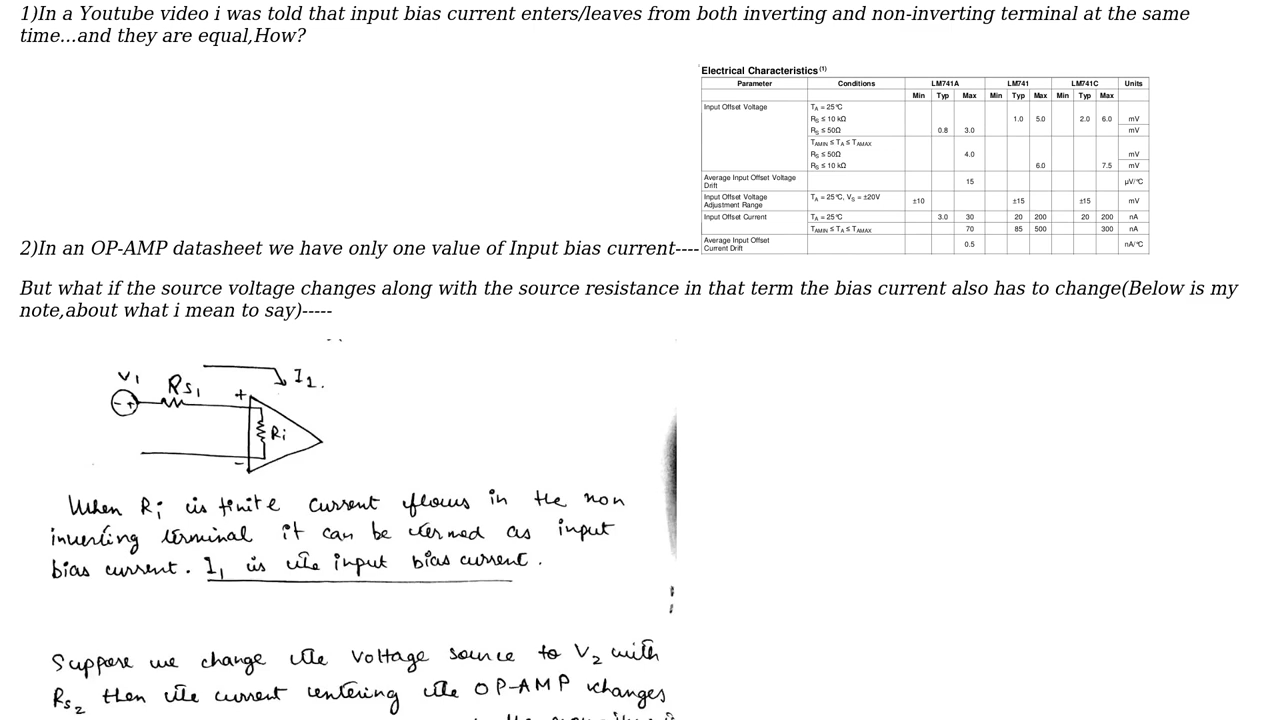 1)In a Youtube video i was told that input bias current enters/leaves from both inverting and non-inverting terminal at the same
time...and they are equal,How?
Electrical Characteristics(1)
Parameter Conditions LM741A LM741 LM741C Units
Min Typ Max Min Typ Max Min Typ Max
Input Offset Voltage TA = 25°C
RS ≤ 10 kΩ 1.0 5.0 2.0 6.0 mV
RS ≤ 50Ω 0.8 3.0 mV
TAMIN ≤ TA ≤ TAMAX
RS ≤ 50Ω 4.0 mV
RS ≤ 10 kΩ 6.0 7.5 mV
Average Input Offset Voltage
Drift 15 µV/°C
Input Offset Voltage TA = 25°C, VS = ±20V
Adjustment Range ±10 ±15 ±15 mV
Input Offset Current TA = 25°C 3.0 30 20 200 20 200 nA
TAMIN ≤ TA ≤ TAMAX 70 85 500 300 nA
Average Input Offset
Current Drift 0.5 nA/°C
2)In an OP-AMP datasheet we have only one value of Input bias current----
But what if the source voltage changes along with the source resistance in that term the bias current also has to change(Below is my
note,about what i mean to say)-----
V1 RS1 + I1.
- + Ri
-
When Ri is finite current flows in the non
inverting terminal it can be termed as input
bias current. I1 is the input bias current.
Suppose we change the voltage source to V2 with
RS2 then the current entering the OP-AMP changes